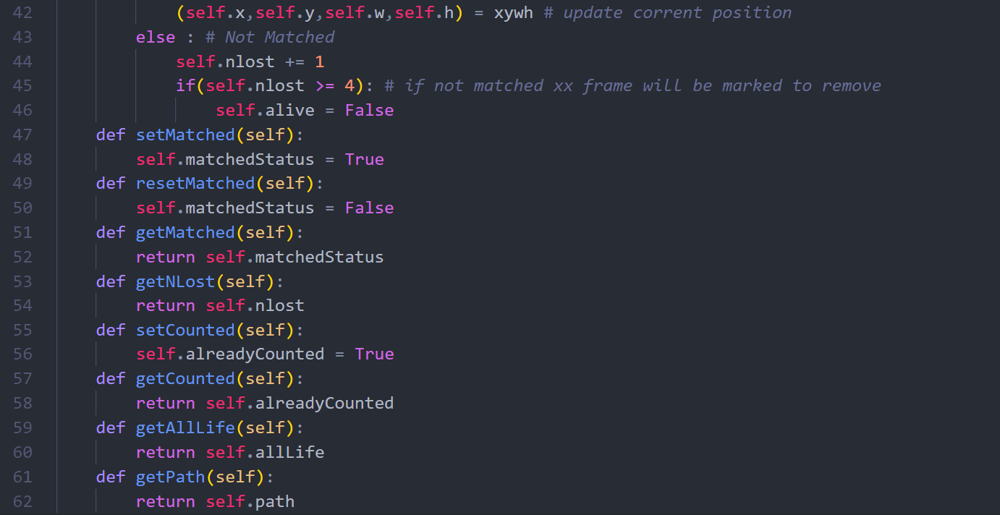 42 (self.x,self.y,self.w,self.h) = xywh # update corrent position
43 else : # Not Matched
44 self.nlost += 1
45 if(self.nlost >= 4): # if not matched xx frame will be marked to remove
46 self.alive = False
47 def setMatched(self):
48 self.matchedStatus = True
49 def resetMatched(self):
50 self.matchedStatus = False
51 def getMatched(self):
52 return self.matchedStatus
53 def getNLost(self):
54 return self.nlost
55 def setCounted(self):
56 self.alreadyCounted = True
57 def getCounted(self):
58 return self.alreadyCounted
59 def getAllLife(self):
60 return self.allLife
61 def getPath(self):
62 return self.path